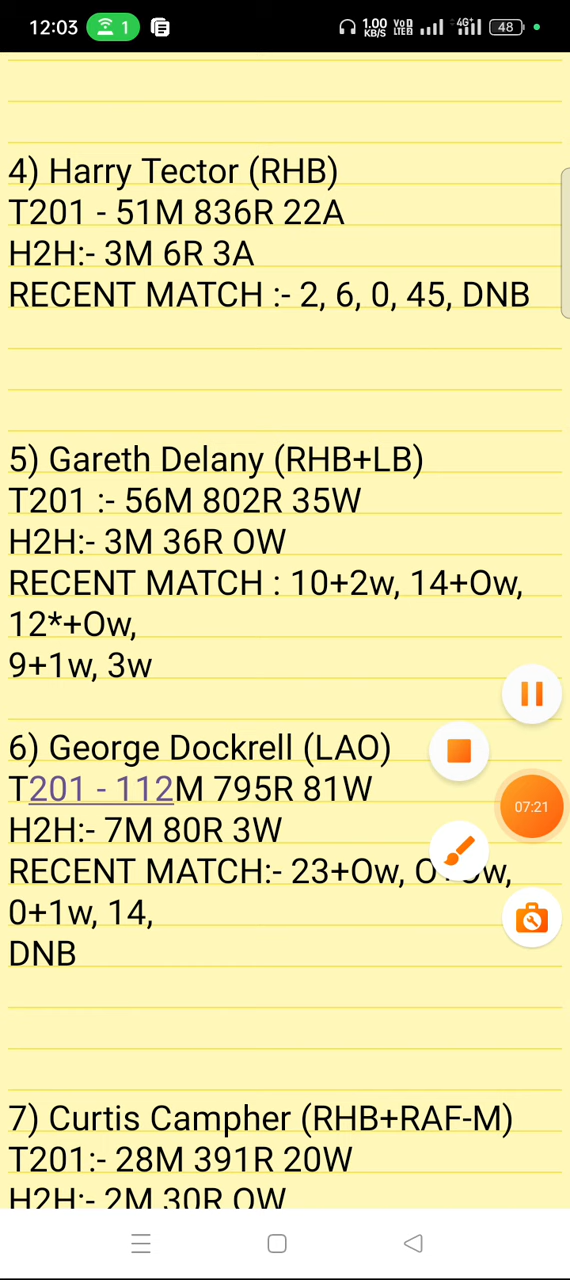 12:03 1 1.00 KB/S VoD LTE2 4G+ 48
4) Harry Tector (RHB)
T201 - 51M 836R 22A
H2H:- 3M 6R 3A
RECENT MATCH :- 2, 6, 0, 45, DNB
5) Gareth Delany (RHB+LB)
T201 :- 56M 802R 35W
H2H:- 3M 36R OW
RECENT MATCH : 10+2w, 14+Ow,
12*+Ow,
9+1w, 3w
6) George Dockrell (LAO)
T201 - 112M 795R 81W
H2H:- 7M 80R 3W
RECENT MATCH:- 23+Ow,
0+1w, 14,
DNB
07:21
7) Curtis Campher (RHB+RAF-M)
T201:- 28M 391R 20W
H2H:- 2M 30R OW